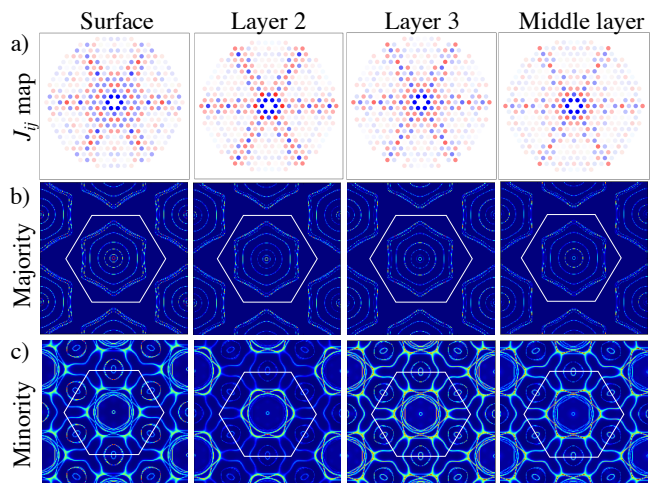 Surface Layer 2 Layer 3 Middle layer
a)
J_ij map
b)
Majority
c)
Minority